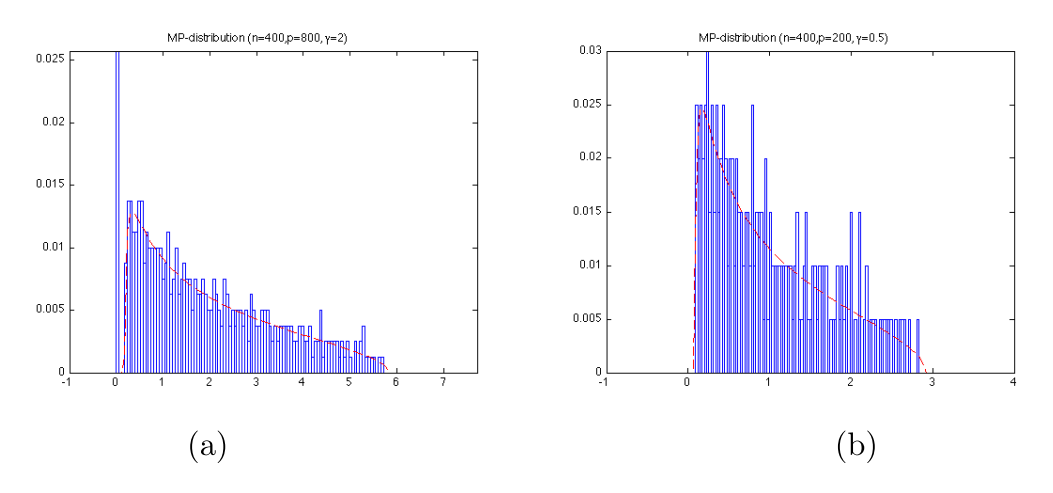 MP-distribution (n=400,p=800, γ=2)
0.025
0.02
0.015
0.01
0.005
0
-1 0 1 2 3 4 5 6 7
(a)
MP-distribution (n=400,p=200, γ=0.5)
0.03
0.025
0.02
0.015
0.01
0.005
0
-1 0 1 2 3 4
(b)